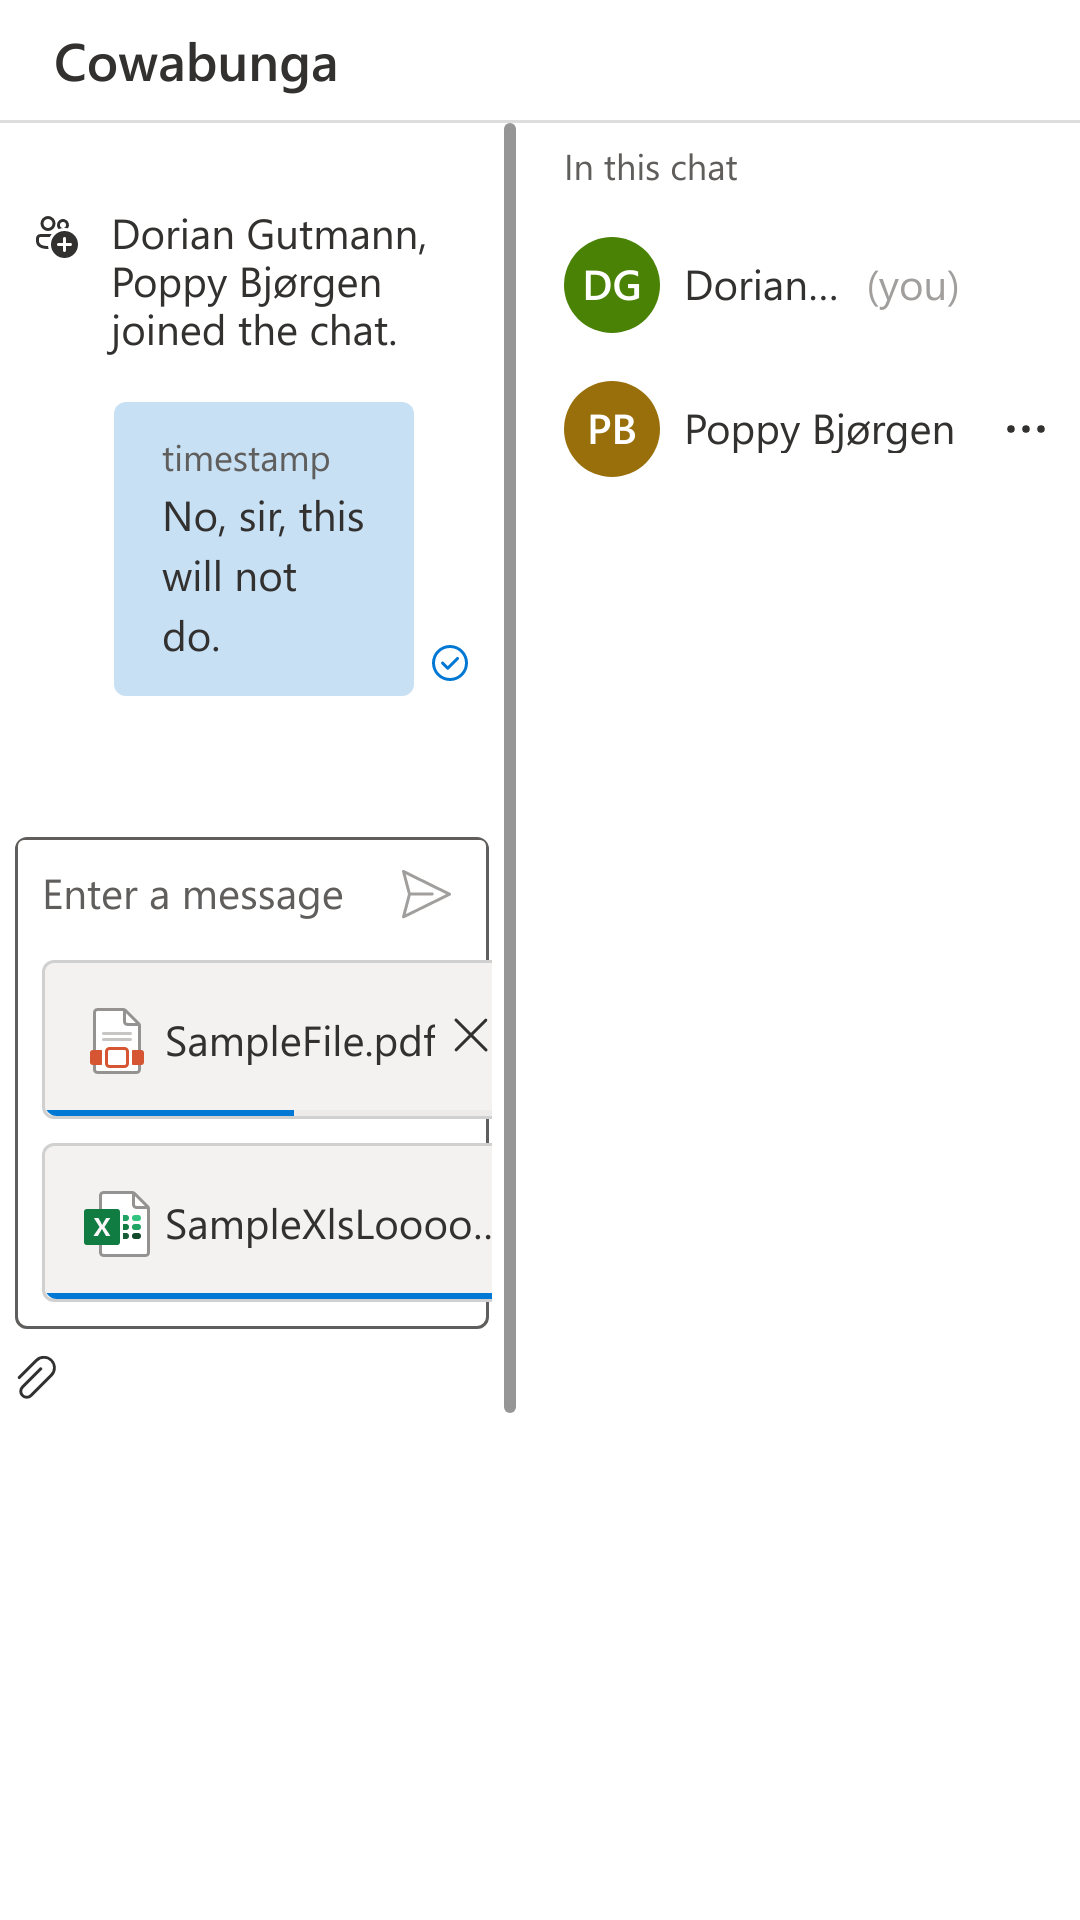 Cowabunga
Dorian Gutmann,
Poppy Bjørgen
joined the chat.
timestamp
No, sir, this
will not
do.
Enter a message
SampleFile.pdf
X
SampleXlsLoooo...
In this chat
DG
Dorian...
(you)
PB
Poppy Bjørgen